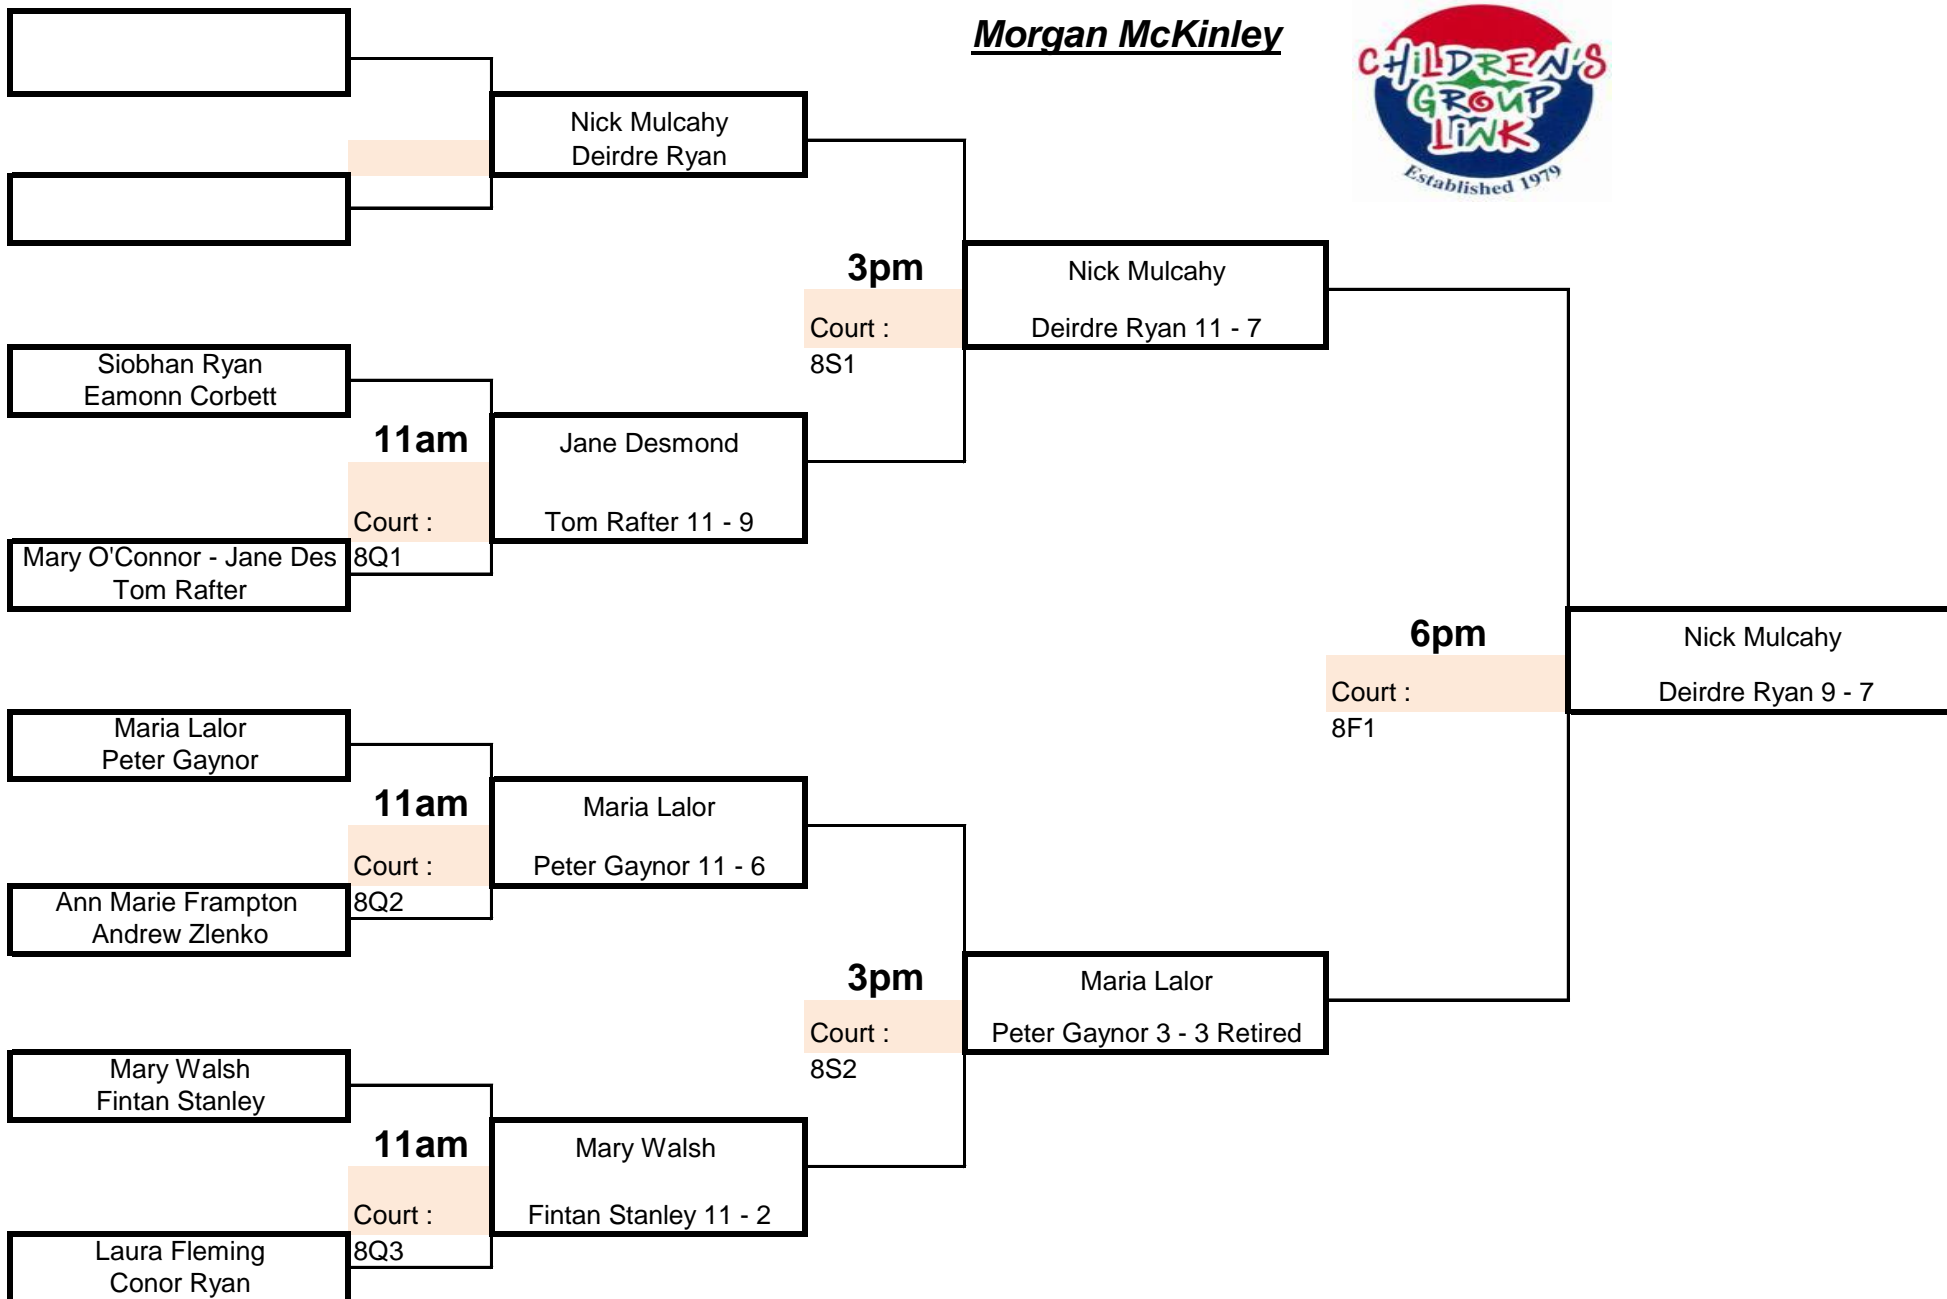 Morgan McKinley
CHiLDREN'S
GROUP
LiNK
Established 1979
Nick Mulcahy
Deirdre Ryan
3pm
Nick Mulcahy
Court :
Deirdre Ryan 11 - 7
8S1
Siobhan Ryan
Eamonn Corbett
11am
Jane Desmond
Court :
Tom Rafter 11 - 9
Mary O'Connor - Jane Des
8Q1
Tom Rafter
6pm
Nick Mulcahy
Court :
Deirdre Ryan 9 - 7
8F1
Maria Lalor
Peter Gaynor
11am
Maria Lalor
Court :
Peter Gaynor 11 - 6
Ann Marie Frampton
8Q2
Andrew Zlenko
3pm
Maria Lalor
Court :
Peter Gaynor 3 - 3 Retired
8S2
Mary Walsh
Fintan Stanley
11am
Mary Walsh
Court :
Fintan Stanley 11 - 2
Laura Fleming
8Q3
Conor Ryan